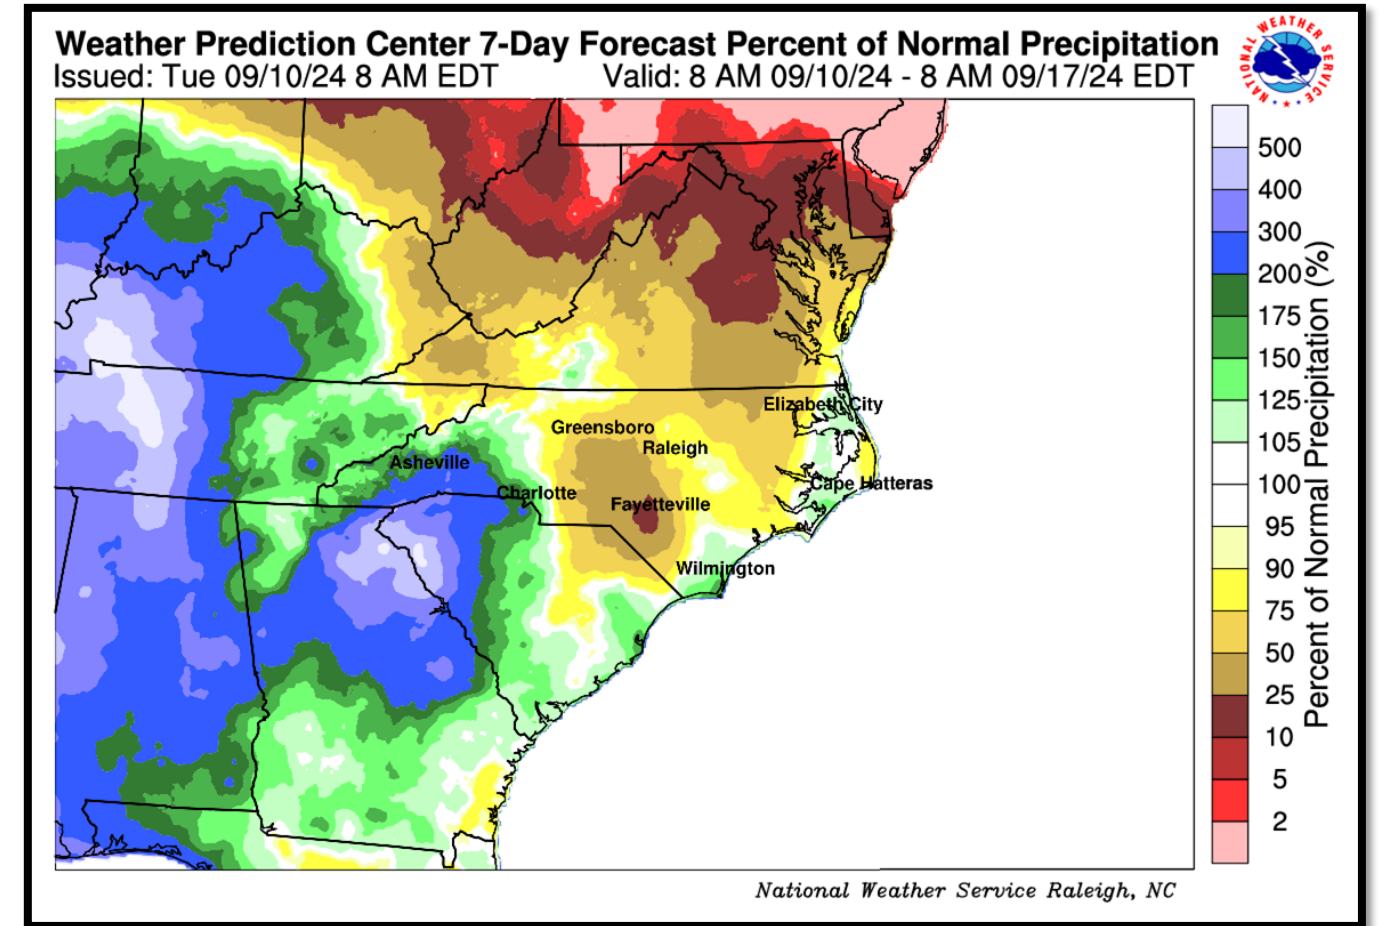 Weather Prediction Center 7-Day Forecast Percent of Normal Precipitation
Issued: Tue 09/10/24 8 AM EDT
Valid: 8 AM 09/10/24 - 8 AM 09/17/24 EDT
NATIONAL WEATHER SERVICE
Elizabeth City
Greensboro
Raleigh
Asheville
Charlotte
Cape Hatteras
Fayetteville
Wilmington
500
400
300
200
175
150
125
105
100
95
90
75
50
25
10
5
2
Percent of Normal Precipitation (%)
National Weather Service Raleigh, NC